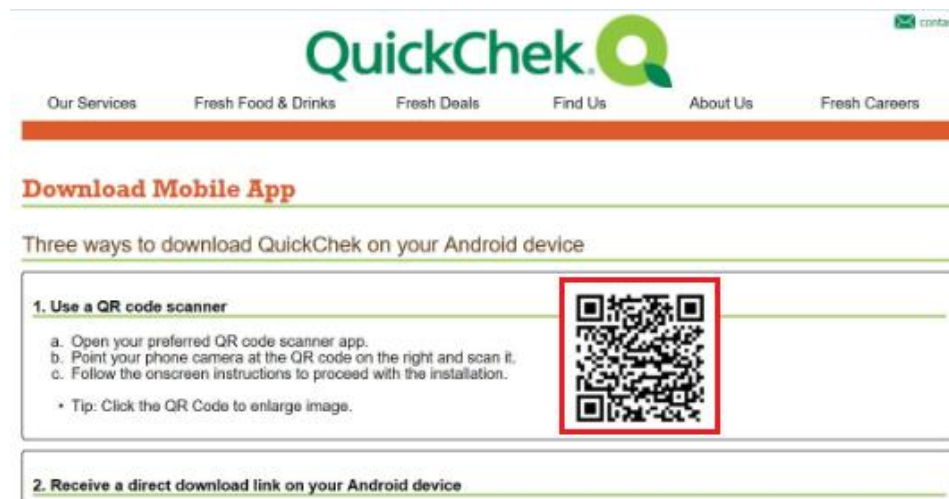 contac
QuickChek
Our Services Fresh Food & Drinks Fresh Deals Find Us About Us Fresh Careers
Download Mobile App
Three ways to download QuickChek on your Android device
1. Use a QR code scanner
a. Open your preferred QR code scanner app.
b. Point your phone camera at the QR code on the right and scan it.
c. Follow the onscreen instructions to proceed with the installation.
• Tip: Click the QR Code to enlarge image.
2. Receive a direct download link on your Android device